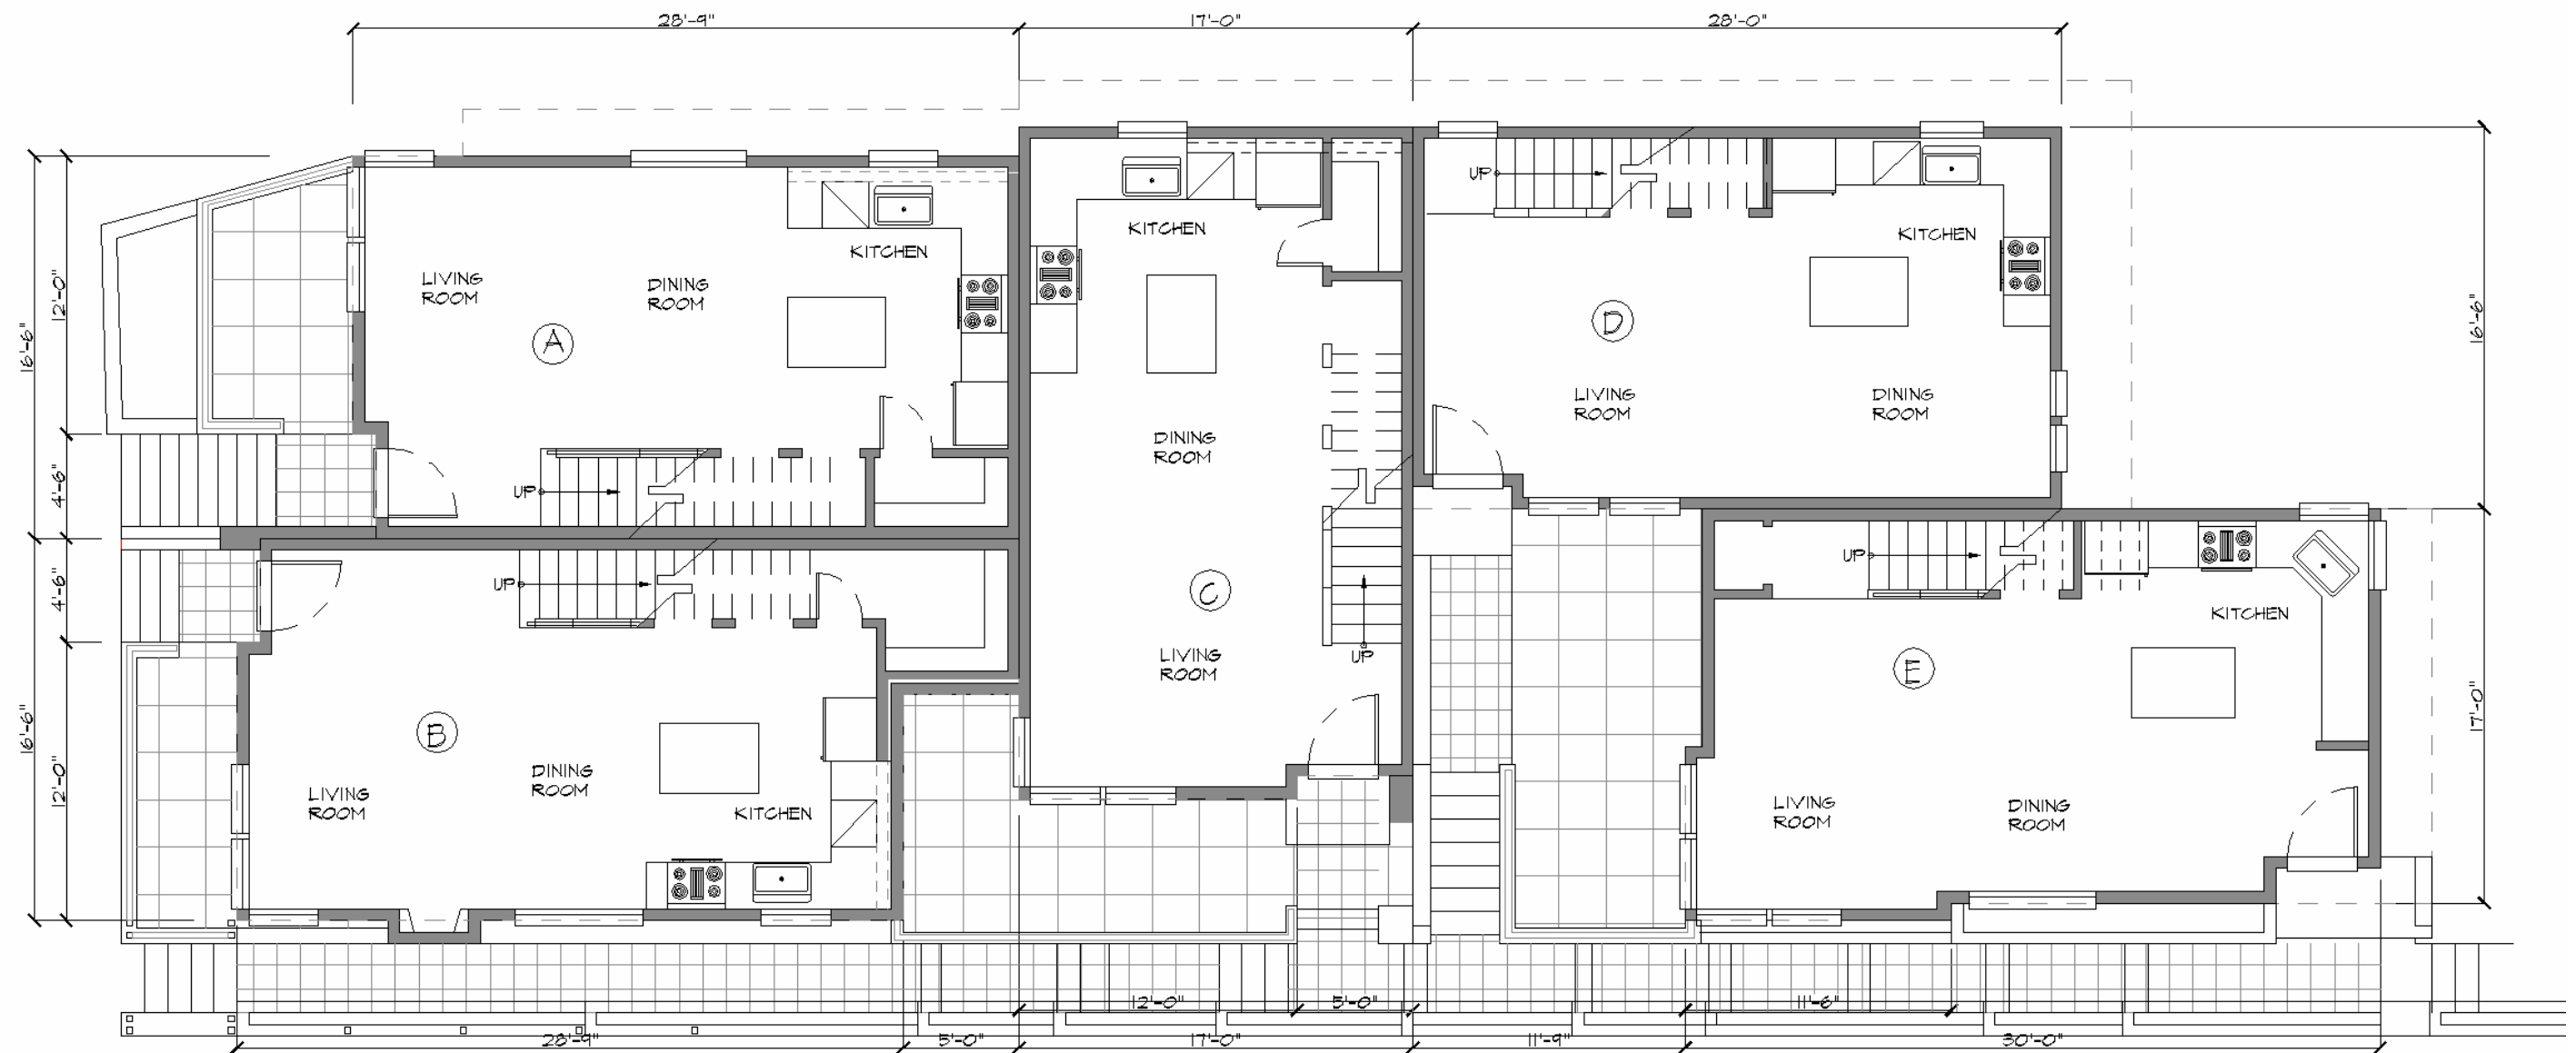 28'-9"
17'-0"
28'-0"
UP
KITCHEN
KITCHEN
KITCHEN
LIVING
ROOM
DINING
ROOM
A
D
12'-0"
16'-6"
16'-6"
LIVING
ROOM
DINING
ROOM
DINING
ROOM
4'-6"
UP
UP
UP
4'-6"
C
KITCHEN
UP
LIVING
ROOM
E
B
16'-6"
12'-0"
17'-0"
DINING
ROOM
LIVING
ROOM
KITCHEN
LIVING
ROOM
DINING
ROOM
12'-0"
5'-0"
11'-6"
28'-9"
5'-0"
17'-0"
11'-9"
30'-0"